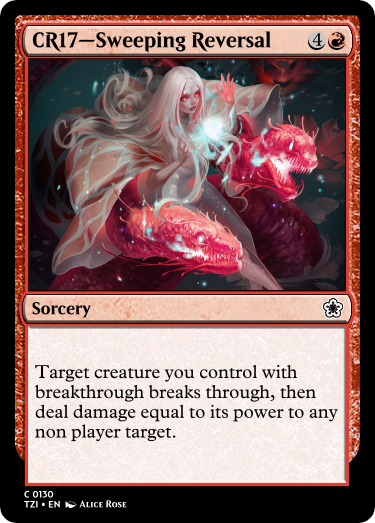 CR17—Sweeping Reversal 4
Sorcery
Target creature you control with
breakthrough breaks through, then
deal damage equal to its power to any
non player target.
C 0130
TZI • EN Alice Rose